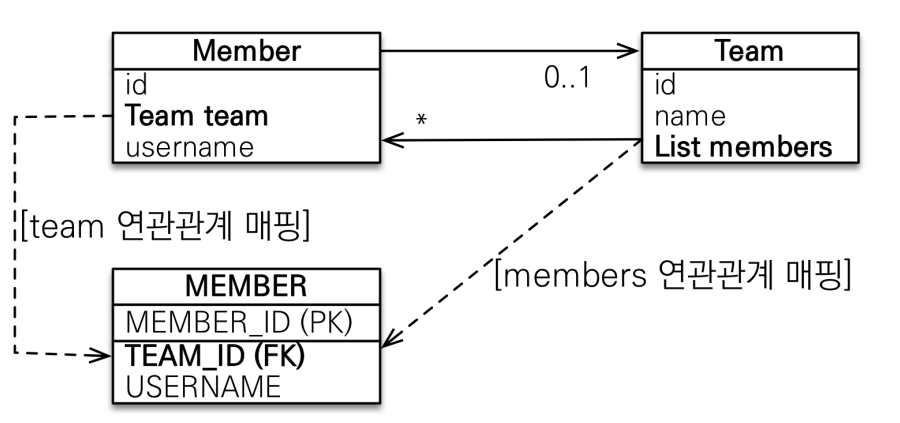 Member
id
Team team
username
0..1
*
Team
id
name
List members
[team 연관관계 매핑]
[members 연관관계 매핑]
MEMBER
MEMBER_ID (PK)
TEAM_ID (FK)
USERNAME